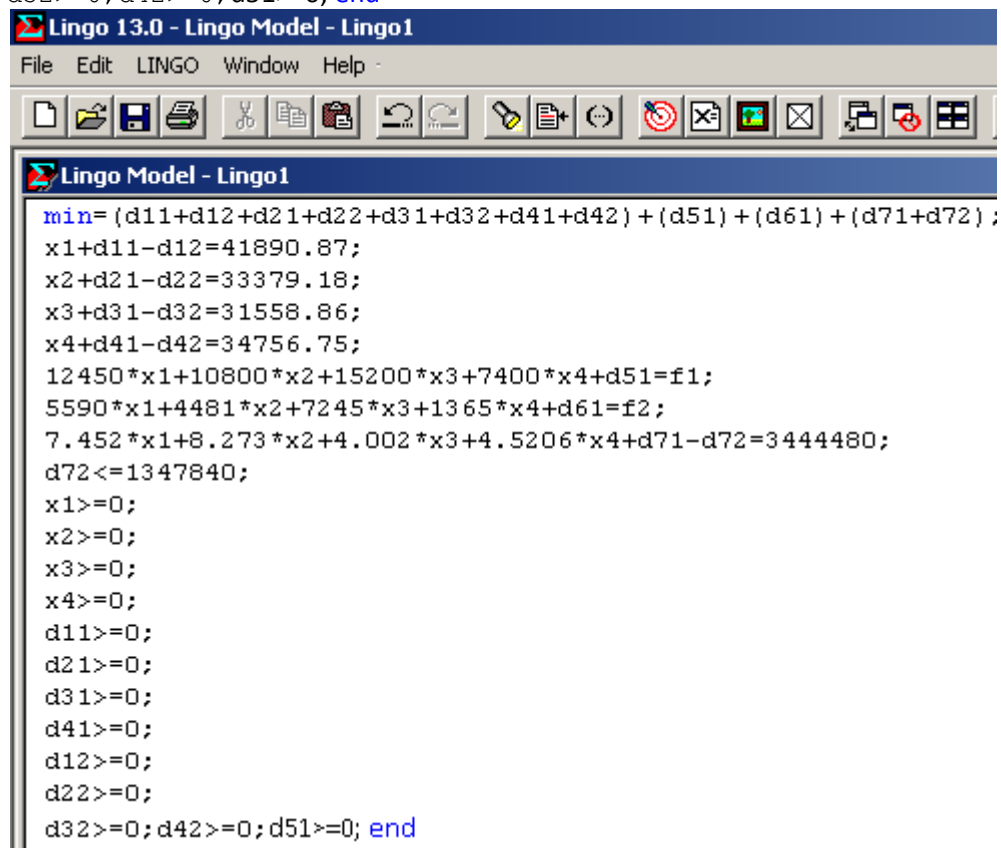 Lingo 13.0 - Lingo Model - Lingo1
File Edit LINGO Window Help
Lingo Model - Lingo1
min=(d11+d12+d21+d22+d31+d32+d41+d42)+(d51)+(d61)+(d71+d72);
x1+d11-d12=41890.87;
x2+d21-d22=33379.18;
x3+d31-d32=31558.86;
x4+d41-d42=34756.75;
12450*x1+10800*x2+15200*x3+7400*x4+d51=f1;
5590*x1+4481*x2+7245*x3+1365*x4+d61=f2;
7.452*x1+8.273*x2+4.002*x3+4.5206*x4+d71-d72=3444480;
d72<=1347840;
x1>=0;
x2>=0;
x3>=0;
x4>=0;
d11>=0;
d21>=0;
d31>=0;
d41>=0;
d12>=0;
d22>=0;
d32>=0;d42>=0;d51>=0; end